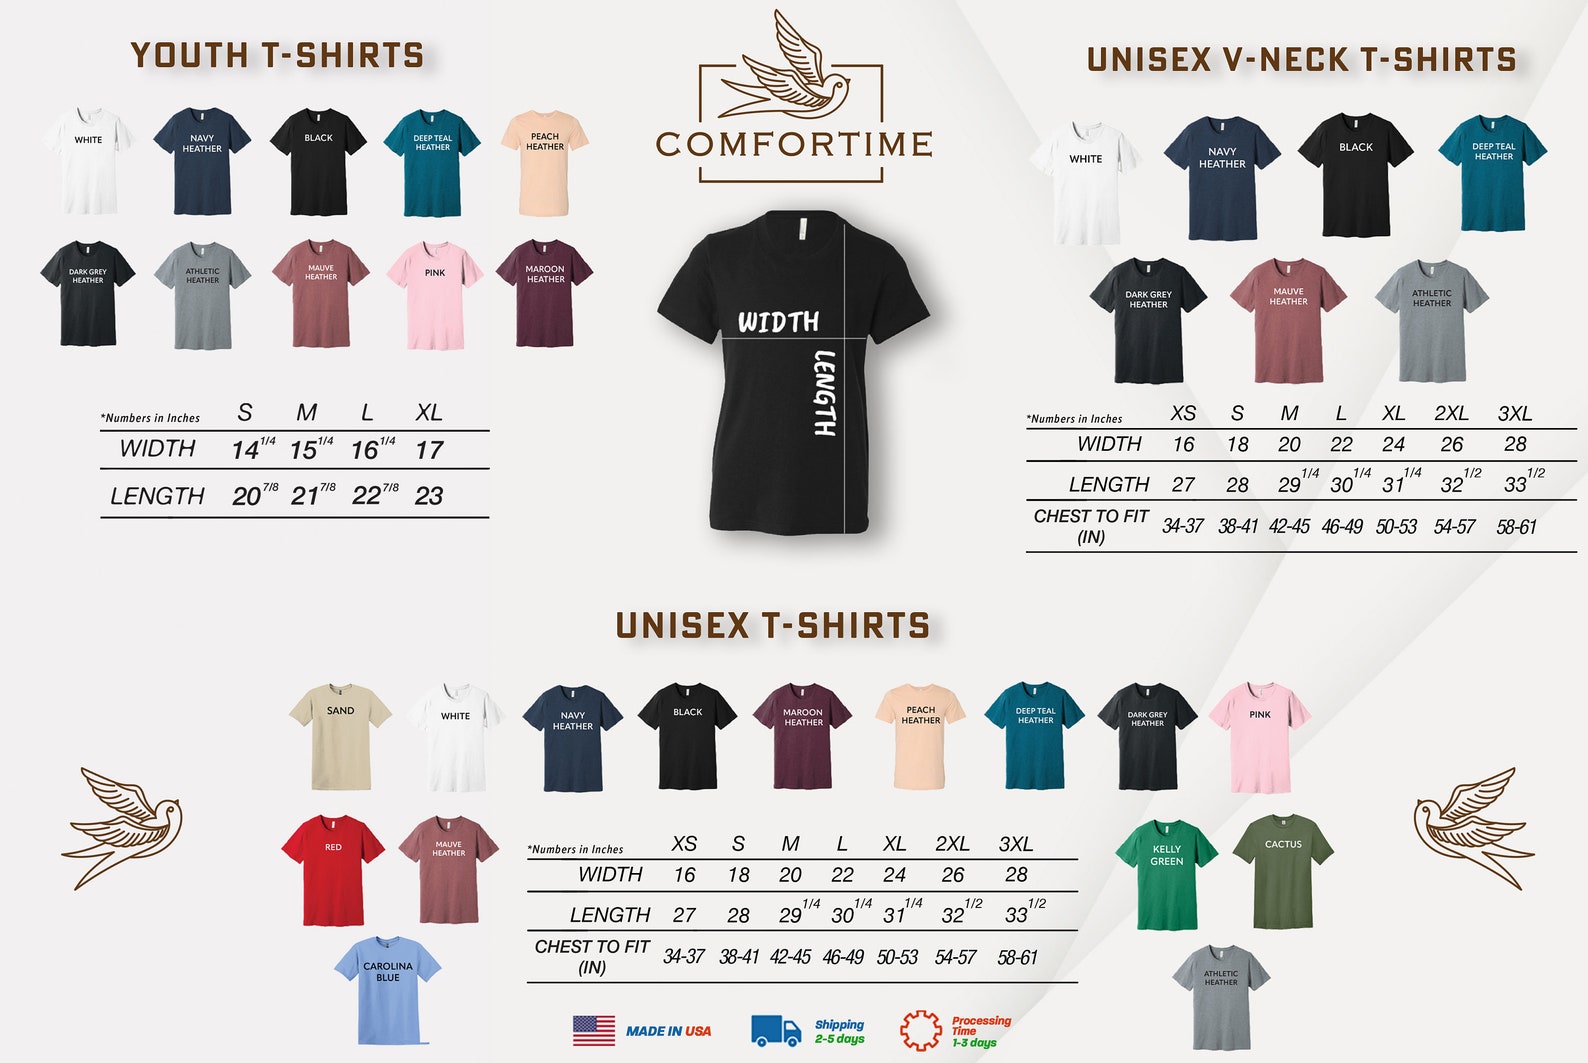 YOUTH T-SHIRTS
WHITE
NAVY
HEATHER
BLACK
DEEP TEAL
HEATHER
PEACH
HEATHER
DARK GREY
HEATHER
ATHLETIC
HEATHER
MAUVE
HEATHER
PINK
MAROON
HEATHER
*Numbers in Inches S M L XL
WIDTH 14 1/4 15 1/4 16 1/4 17
LENGTH 20 7/8 21 7/8 22 7/8 23
COMFORTIME
WIDTH
LENGTH
UNISEX V-NECK T-SHIRTS
WHITE
NAVY
HEATHER
BLACK
DEEP TEAL
HEATHER
DARK GREY
HEATHER
MAUVE
HEATHER
ATHLETIC
HEATHER
*Numbers in Inches XS S M L XL 2XL 3XL
WIDTH 16 18 20 22 24 26 28
LENGTH 27 28 29 1/4 30 1/4 31 1/4 32 1/2 33 1/2
CHEST TO FIT
(IN) 34-37 38-41 42-45 46-49 50-53 54-57 58-61
UNISEX T-SHIRTS
SAND
WHITE
NAVY
HEATHER
BLACK
MAROON
HEATHER
PEACH
HEATHER
DEEP TEAL
HEATHER
DARK GREY
HEATHER
PINK
RED
MAUVE
HEATHER
CAROLINA
BLUE
*Numbers in Inches XS S M L XL 2XL 3XL
WIDTH 16 18 20 22 24 26 28
LENGTH 27 28 29 1/4 30 1/4 31 1/4 32 1/2 33 1/2
CHEST TO FIT
(IN) 34-37 38-41 42-45 46-49 50-53 54-57 58-61
KELLY
GREEN
CACTUS
ATHLETIC
HEATHER
MADE IN USA
Shipping
2-5 days
Processing
Time
1-3 days